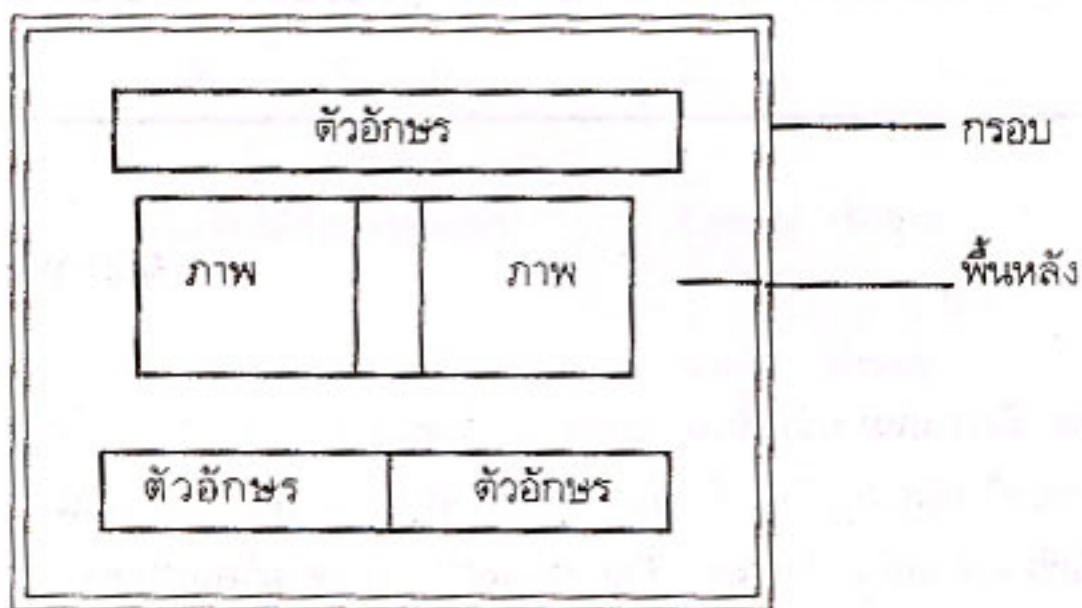 ตัวอักษร
กรอบ
ภาพ ภาพ
พื้นหลัง
ตัวอักษร ตัวอักษร